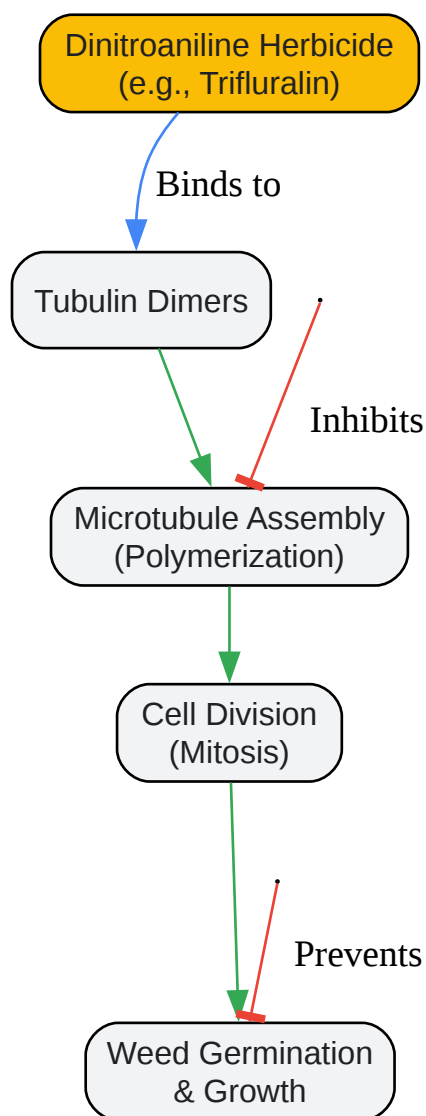 Dinitroaniline Herbicide
(e.g., Trifluralin)
Binds to
Tubulin Dimers
Inhibits
Microtubule Assembly
(Polymerization)
Cell Division
(Mitosis)
Prevents
Weed Germination
& Growth